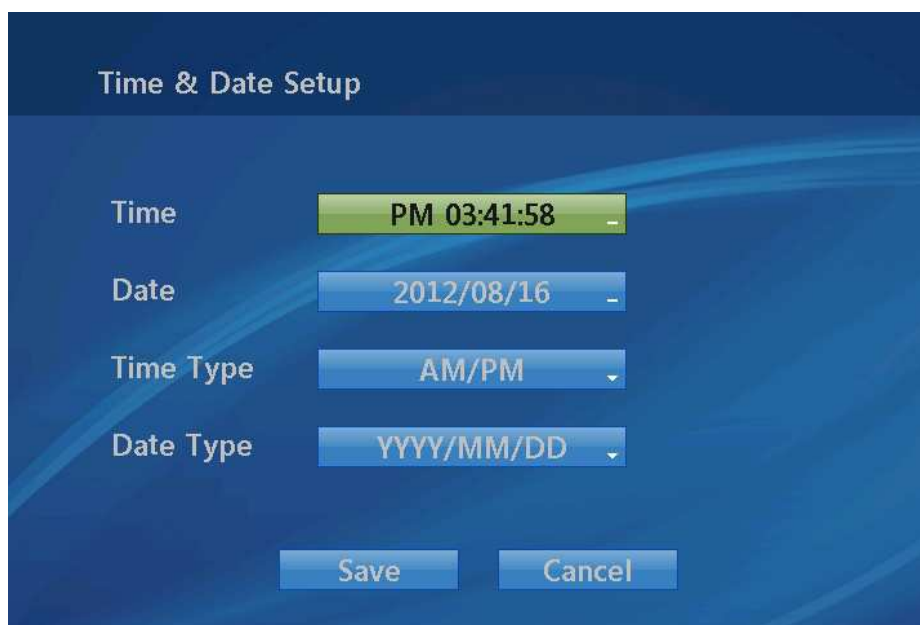 Time & Date Setup
Time PM 03:41:58
Date 2012/08/16
Time Type AM/PM
Date Type YYYY/MM/DD
Save Cancel